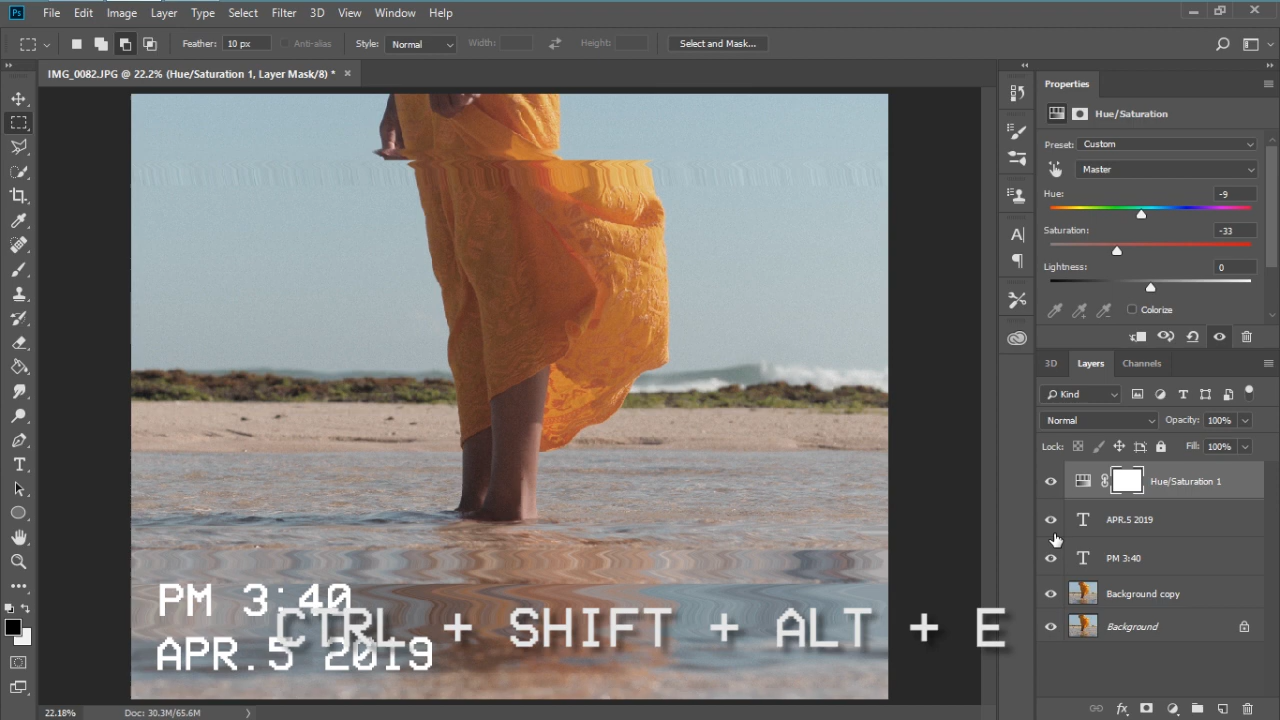 Ps File Edit Image Layer Type Select Filter 3D View Window Help
Feather: 10 px Anti-alias Style: Normal Width: Height: Select and Mask...
IMG_0082.JPG @ 22.2% (Hue/Saturation 1, Layer Mask/8) * ×
Properties
Hue/Saturation
Preset: Custom
Master
Hue: -9
Saturation: -33
Lightness: 0
Colorize
3D Layers Channels
Kind
Normal Opacity: 100%
Lock: Fill: 100%
Hue/Saturation 1
APR.5 2019
PM 3:40
Background copy
Background
PM 3:40
CTRL + SHIFT + ALT + E
APR.5 2019
22.18% Doc: 30.3M/65.6M